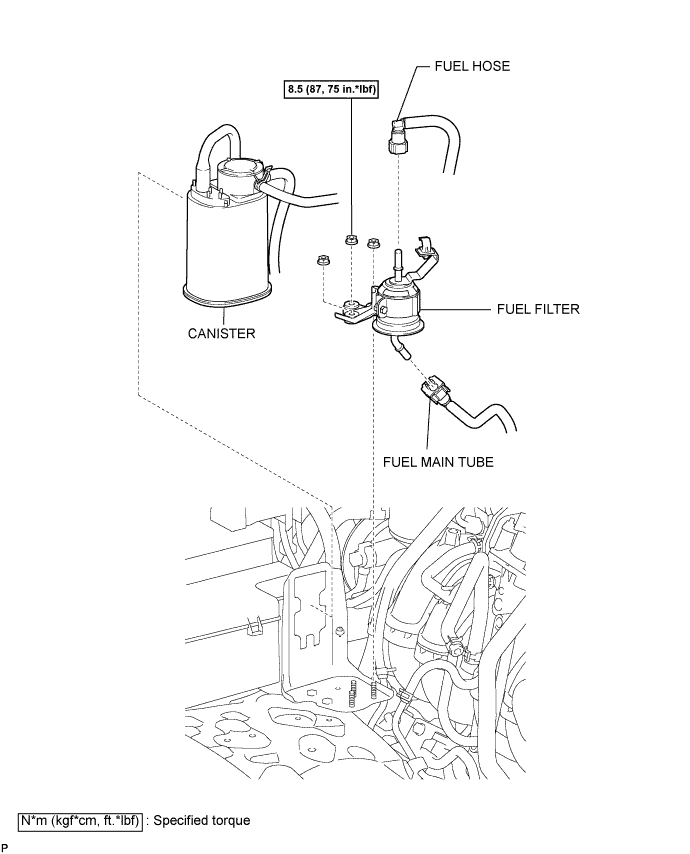 FUEL HOSE
8.5 (87, 75 in.*lbf)
FUEL FILTER
CANISTER
FUEL MAIN TUBE
N*m (kgf*cm, ft.*lbf) : Specified torque
P